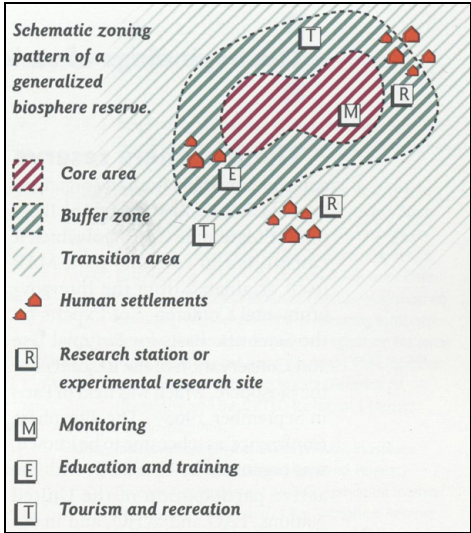 Schematic zoning
pattern of a
generalized
biosphere reserve.
T
R
M
E
R
T
Core area
Buffer zone
Transition area
Human settlements
R Research station or
experimental research site
M Monitoring
E Education and training
T Tourism and recreation